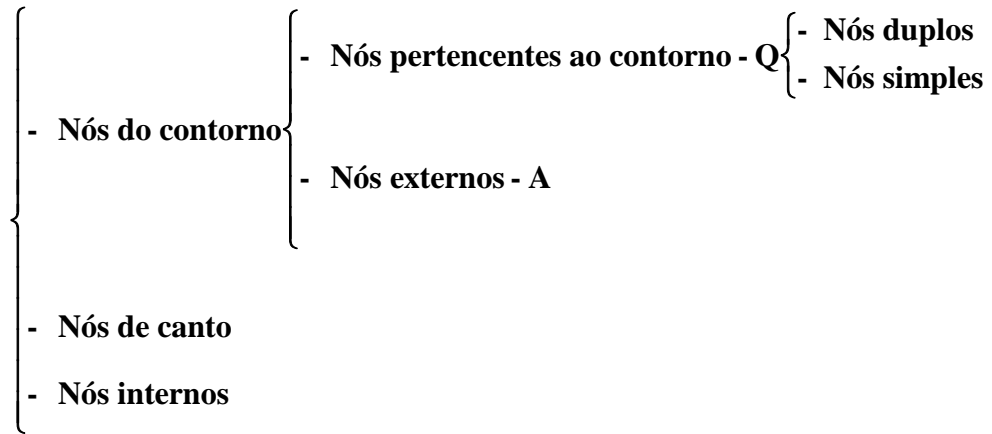 - Nós duplos
- Nós pertencentes ao contorno - Q
- Nós simples
- Nós do contorno
- Nós externos - A
- Nós de canto
- Nós internos